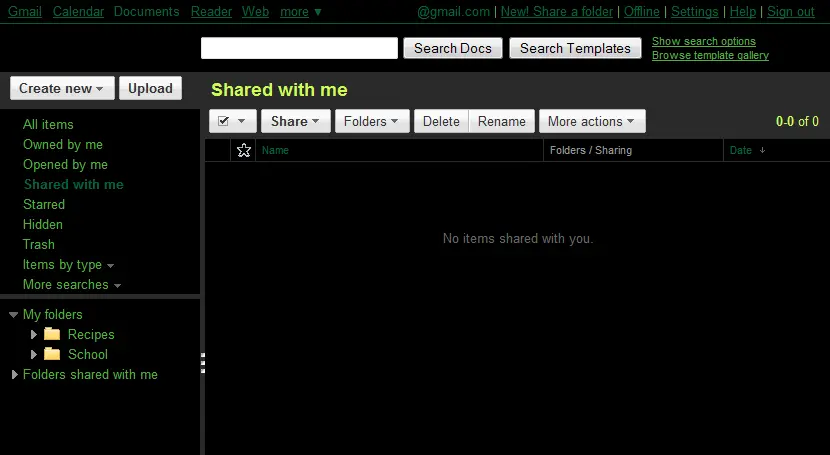 Gmail Calendar Documents Reader Web more ▼ @gmail.com | New! Share a folder | Offline | Settings | Help | Sign out
Search Docs Search Templates Show search options
Browse template gallery
Create new Upload Shared with me
Share Folders Delete Rename More actions 0-0 of 0
Name Folders / Sharing Date
All items
Owned by me
Opened by me
Shared with me
Starred
Hidden
Trash
Items by type
More searches
No items shared with you.
My folders
Recipes
School
Folders shared with me